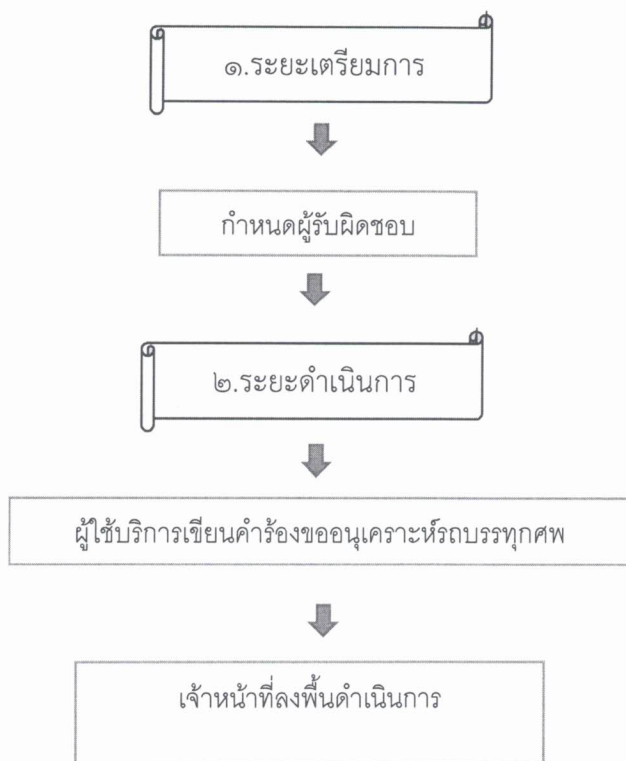 ๑.ระยะเตรียมการ
กำหนดผู้รับผิดชอบ
๒.ระยะดำเนินการ
ผู้ใช้บริการเขียนคำร้องขออนุเคราะห์รถบรรทุกศพ
เจ้าหน้าที่ลงพื้นดำเนินการ